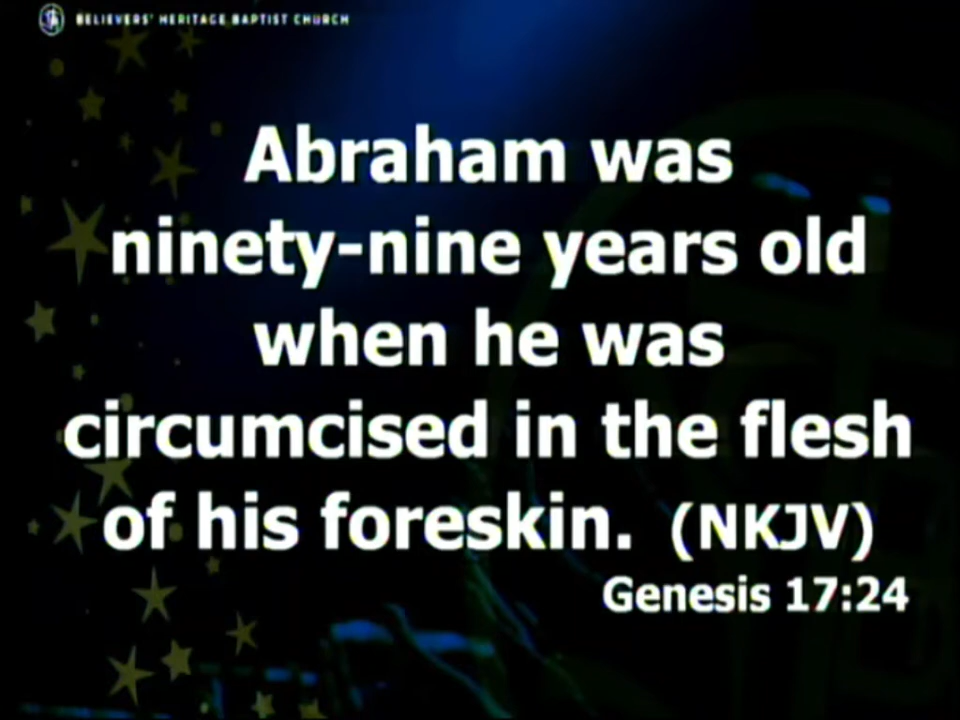 BELIEVERS' HERITAGE BAPTIST CHURCH
Abraham was
ninety-nine years old
when he was
circumcised in the flesh
of his foreskin. (NKJV)
Genesis 17:24